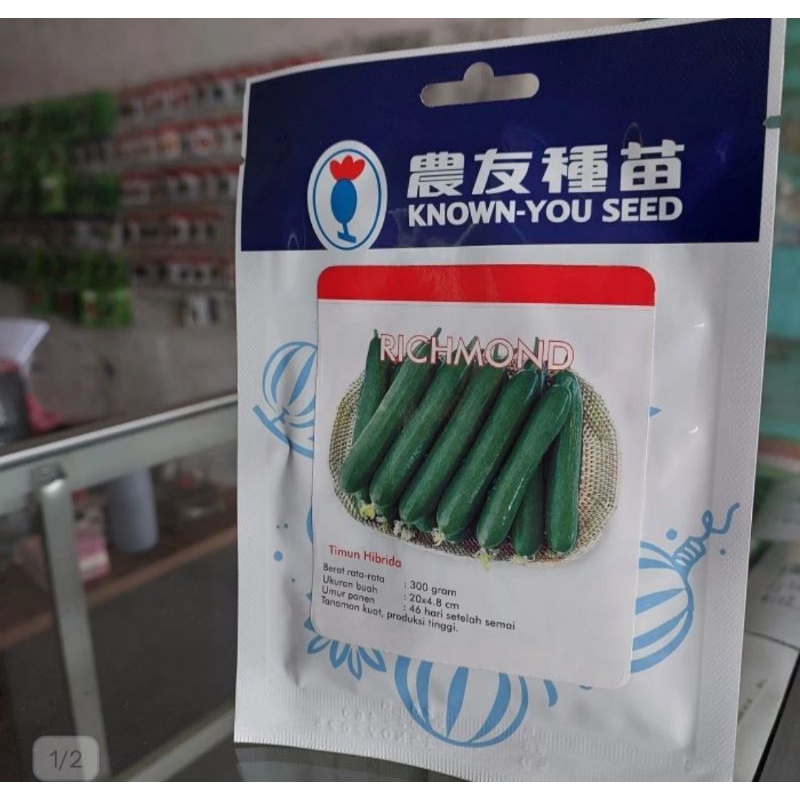 農友種苗
KNOWN-YOU SEED
RICHMOND
Timun Hibrida
Berat rata-rata : 300 gram
Ukuran buah : 20x4.8 cm
Umur panen : 46 hari setelah semai
Tanaman kuat, produksi tinggi.
1/2